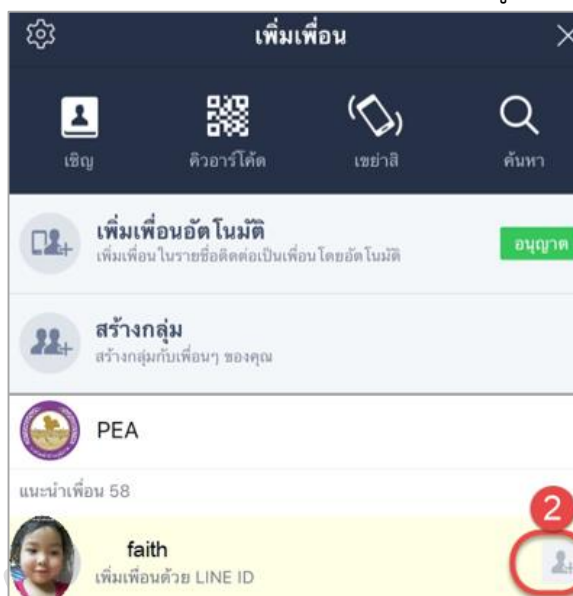 เพิ่มเพื่อน
เชิญ
คิวอาร์โค้ด
เขย่าสิ
ค้นหา
เพิ่มเพื่อนอัตโนมัติ
เพิ่มเพื่อนในรายชื่อติดต่อเป็นเพื่อนโดยอัตโนมัติ
อนุญาต
สร้างกลุ่ม
สร้างกลุ่มกับเพื่อนๆ ของคุณ
PEA
แนะนำเพื่อน 58
2
faith
เพิ่มเพื่อนด้วย LINE ID